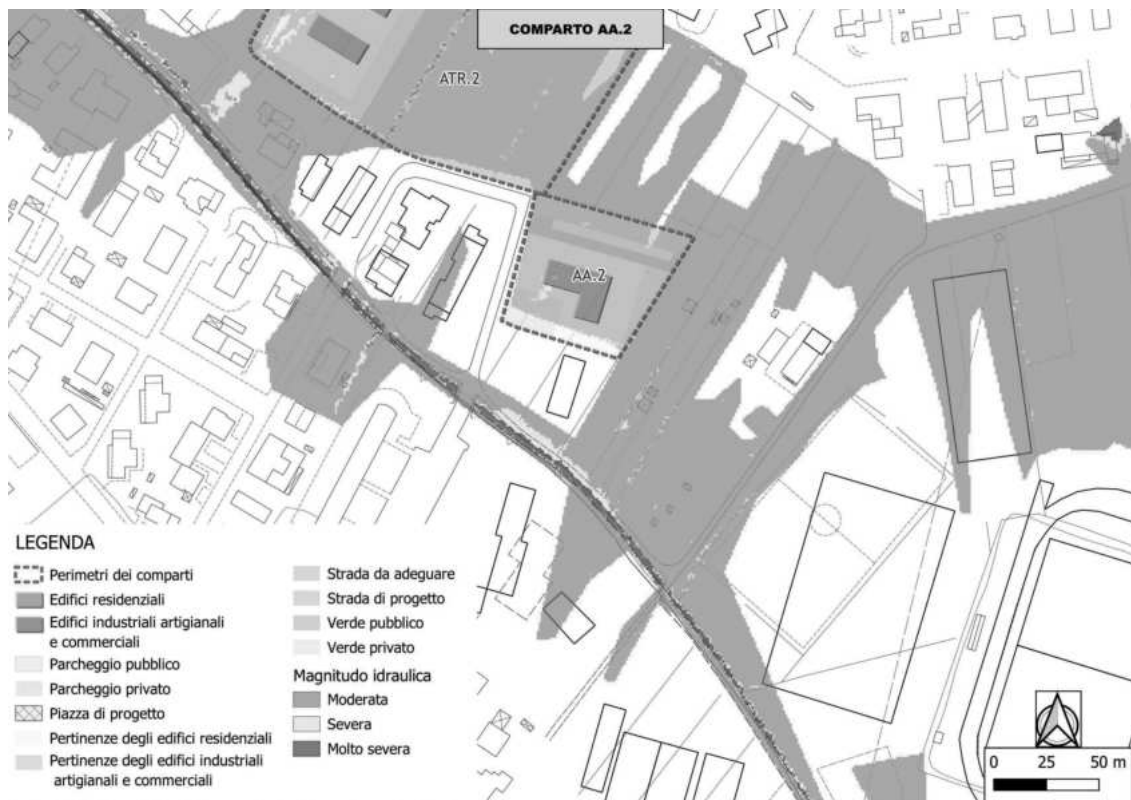 COMPARTO AA.2
ATR.2
AA.2
LEGENDA
Perimetri dei comparti
Edifici residenziali
Edifici industriali artigianali
e commerciali
Parcheggio pubblico
Parcheggio privato
Piazza di progetto
Pertinenze degli edifici residenziali
Pertinenze degli edifici industriali
artigianali e commerciali
Strada da adeguare
Strada di progetto
Verde pubblico
Verde privato
Magnitudo idraulica
Moderata
Severa
Molto severa
0 25 50 m